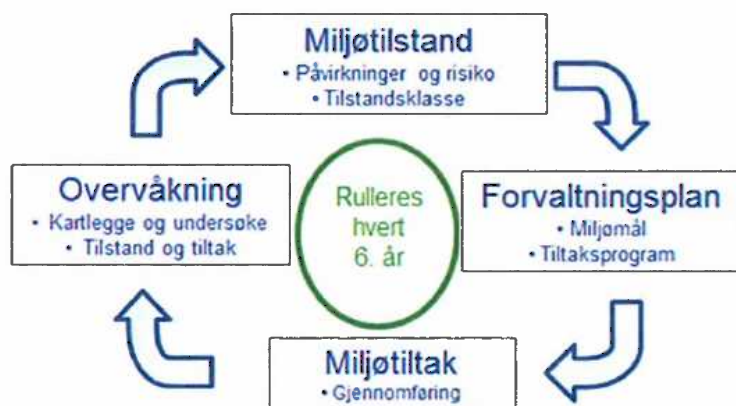 Miljøtilstand
• Påvirkninger og risiko
• Tilstandsklasse
Overvåkning
• Kartlegge og undersøke
• Tilstand og tiltak
Rulleres
hvert
6. år
Forvaltningsplan
• Miljømål
• Tiltaksprogram
Miljøtiltak
• Gjennomføring